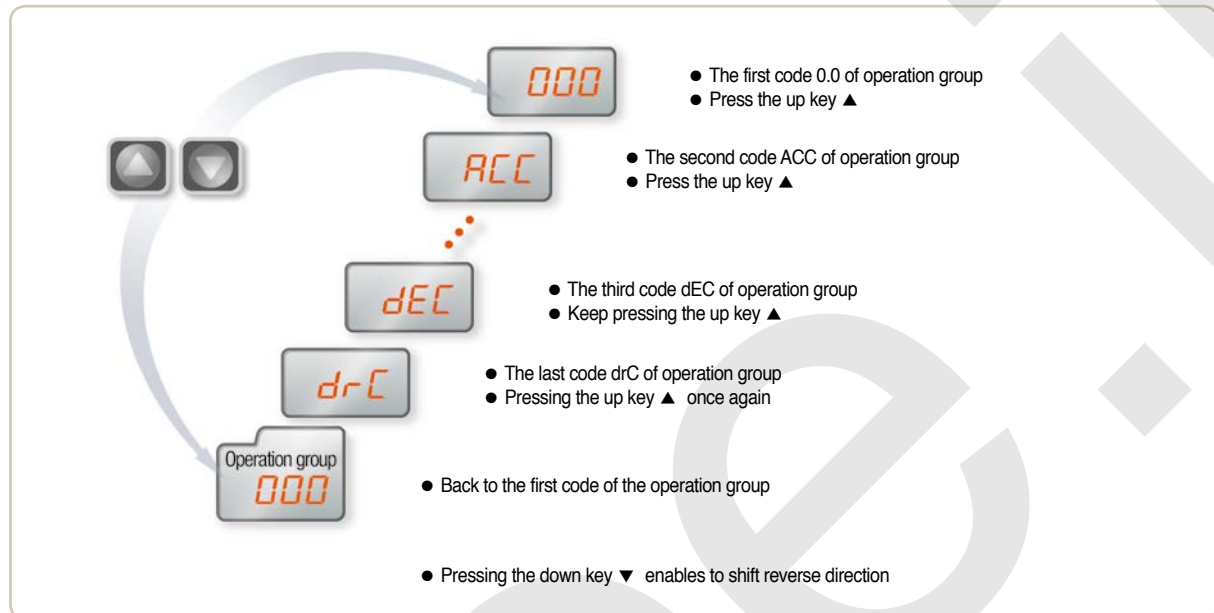 000
● The first code 0.0 of operation group
● Press the up key ▲
ACC
● The second code ACC of operation group
● Press the up key ▲
dEC
● The third code dEC of operation group
● Keep pressing the up key ▲
drC
● The last code drC of operation group
● Pressing the up key ▲ once again
Operation group
000
● Back to the first code of the operation group
● Pressing the down key ▼ enables to shift reverse direction